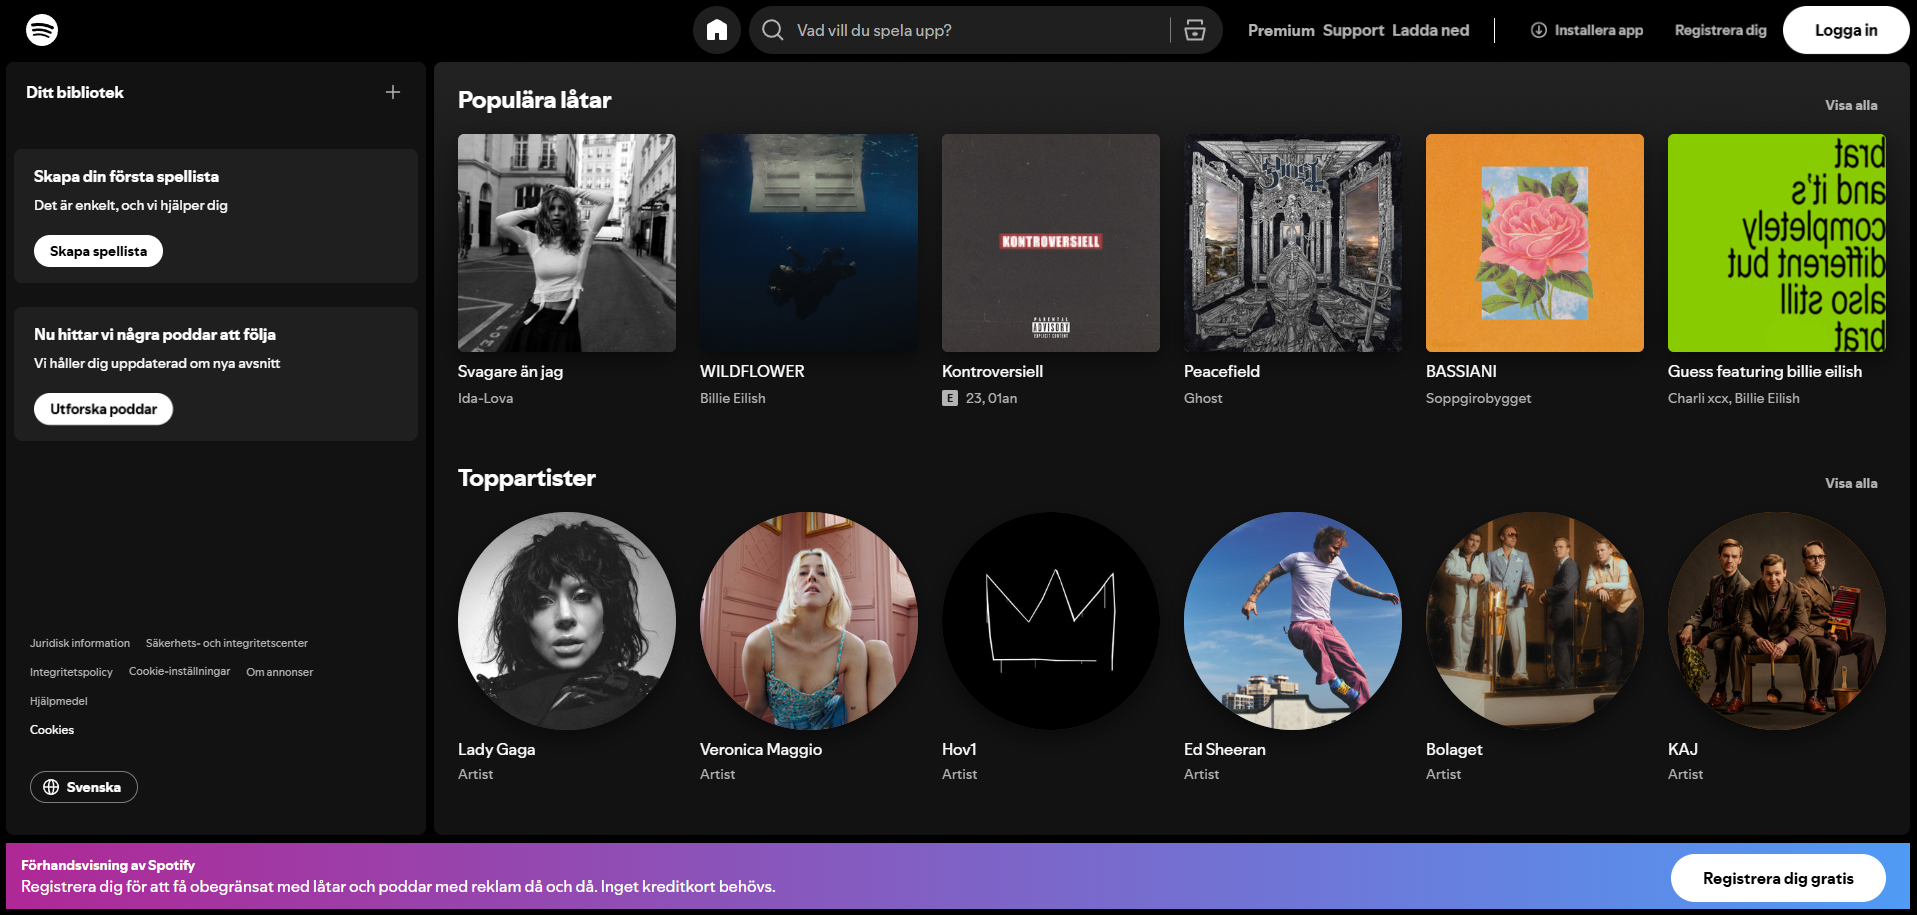 Vad vill du spela upp?
Premium Support Ladda ned
Installera app
Registrera dig
Logga in
Ditt bibliotek
Skapa din första spellista
Det är enkelt, och vi hjälper dig
Skapa spellista
Nu hittar vi några poddar att följa
Vi håller dig uppdaterad om nya avsnitt
Utforska poddar
Juridisk information
Säkerhets- och integritetscenter
Integritetspolicy
Cookie-inställningar
Om annonser
Hjälpmedel
Cookies
Svenska
Populära låtar
Visa alla
Ghost
KONTROVERSIELL
PARENTAL
ADVISORY
EXPLICIT CONTENT
brat
and it's
completely
different but
also still
brat
Svagare än jag
Ida-Lova
WILDFLOWER
Billie Eilish
Kontroversiell
E 23, 01an
Peacefield
Ghost
BASSIANI
Soppgirobygget
Guess featuring billie eilish
Charli xcx, Billie Eilish
Toppartister
Visa alla
Lady Gaga
Artist
Veronica Maggio
Artist
Hov1
Artist
Ed Sheeran
Artist
Bolaget
Artist
KAJ
Artist
Förhandsvisning av Spotify
Registrera dig för att få obegränsat med låtar och poddar med reklam då och då. Inget kreditkort behövs.
Registrera dig gratis